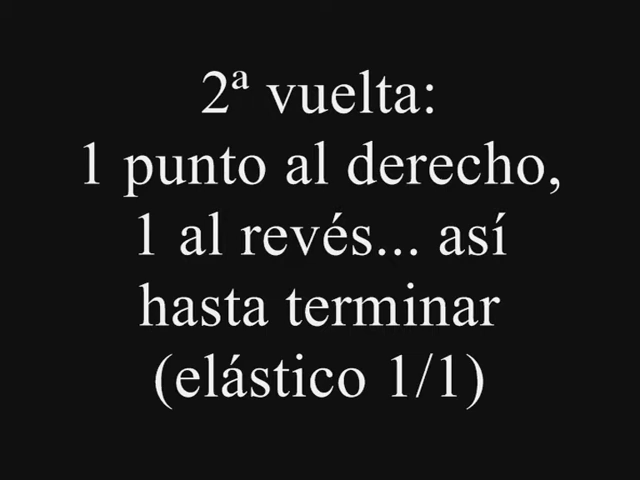 2ª vuelta:
1 punto al derecho,
1 al revés... así
hasta terminar
(elástico 1/1)